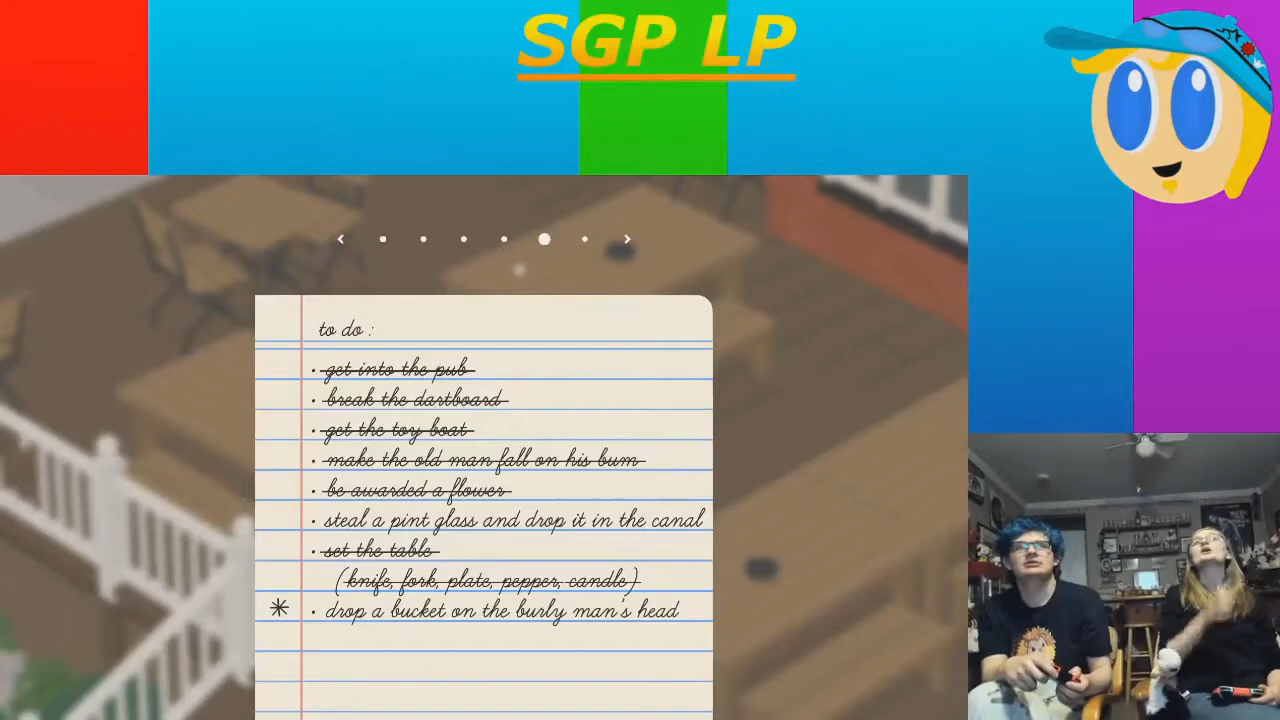 SGP LP
to do :
· get into the pub
· break the dartboard
· get the toy boat
· make the old man fall on his bum
· be awarded a flower
· steal a pint glass and drop it in the canal
· set the table
(knife, fork, plate, pepper, candle)
· drop a bucket on the burly man's head